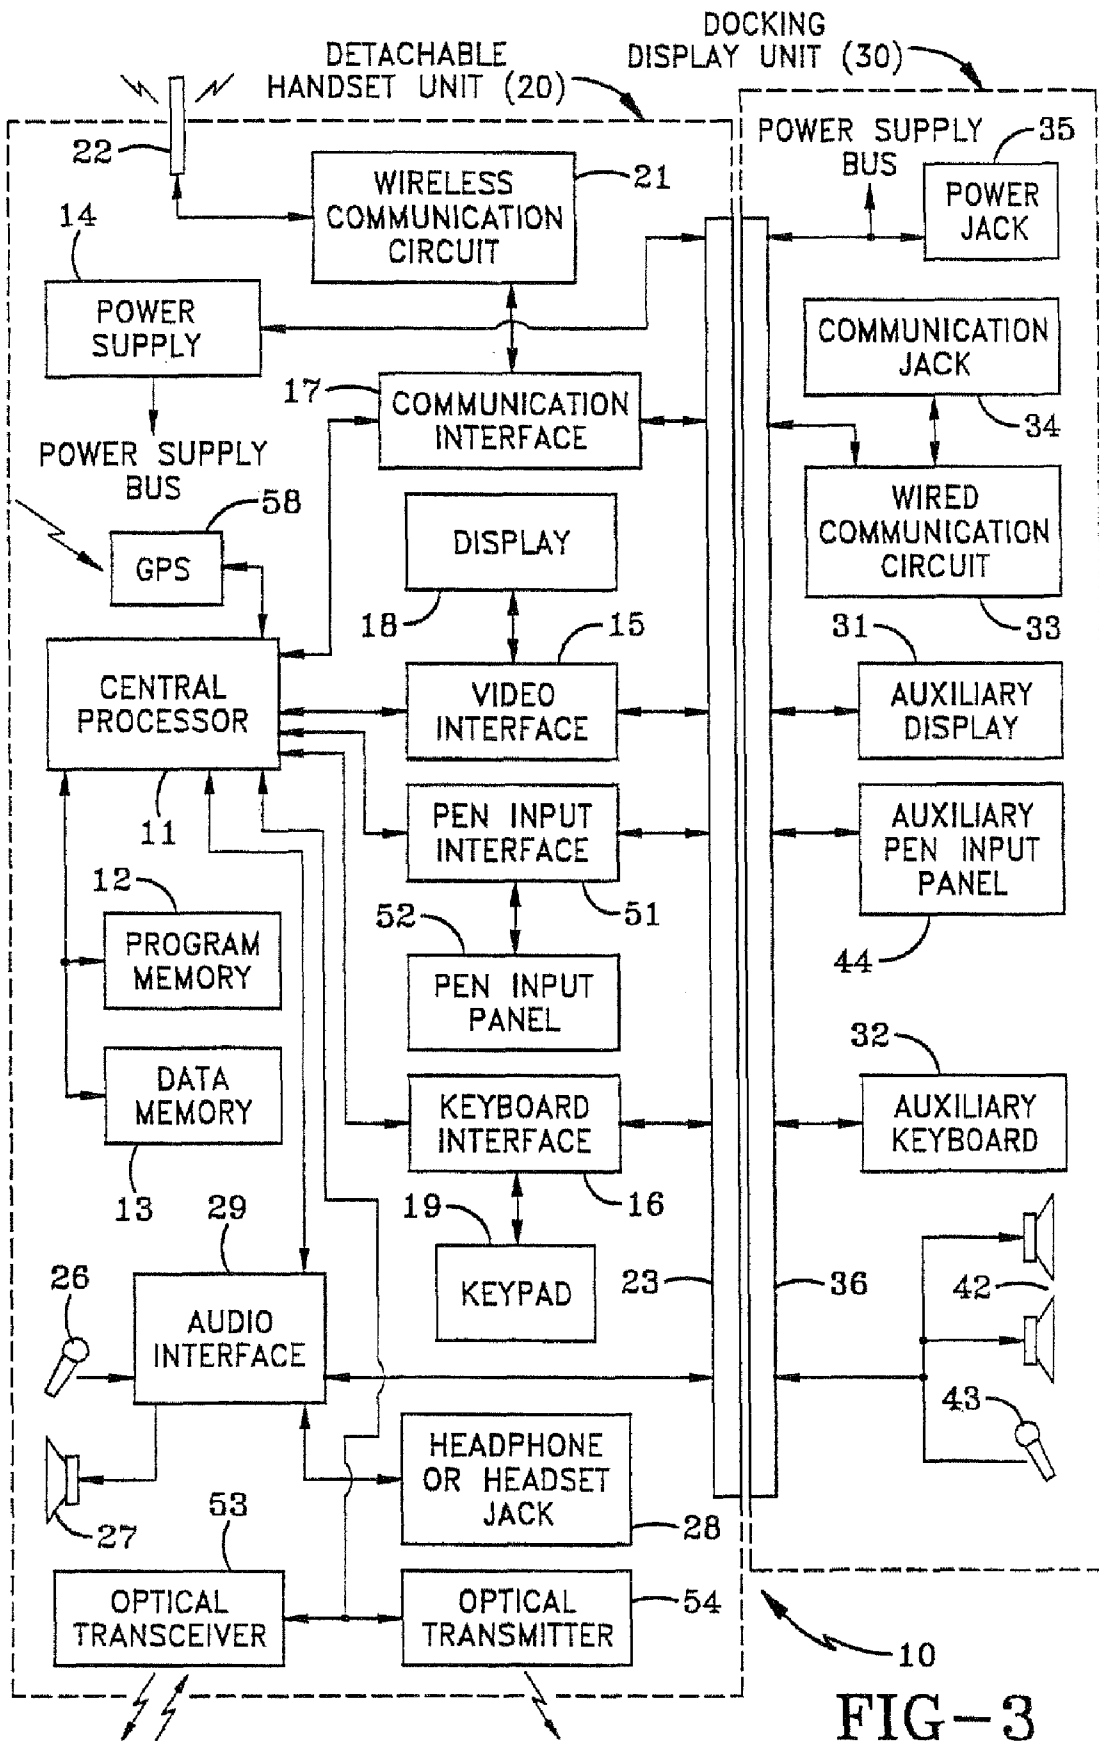 DOCKING
DISPLAY UNIT (30)
DETACHABLE
HANDSET UNIT (20)
22
WIRELESS
COMMUNICATION
CIRCUIT
21
POWER SUPPLY
BUS
35
POWER
JACK
14
POWER
SUPPLY
COMMUNICATION
JACK
34
17
COMMUNICATION
INTERFACE
POWER SUPPLY
BUS
58
GPS
DISPLAY
18
WIRED
COMMUNICATION
CIRCUIT
33
15
31
CENTRAL
PROCESSOR
11
VIDEO
INTERFACE
AUXILIARY
DISPLAY
PEN INPUT
INTERFACE
51
AUXILIARY
PEN INPUT
PANEL
44
12
PROGRAM
MEMORY
52
PEN INPUT
PANEL
32
DATA
MEMORY
13
KEYBOARD
INTERFACE
16
AUXILIARY
KEYBOARD
29
19
KEYPAD
23
36
42
26
AUDIO
INTERFACE
43
27
HEADPHONE
OR HEADSET
JACK
28
53
OPTICAL
TRANSCEIVER
OPTICAL
TRANSMITTER
54
10
FIG-3